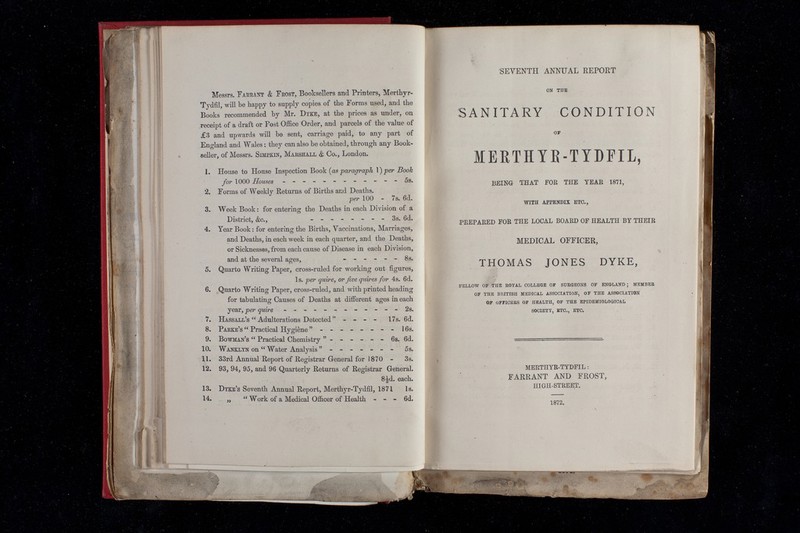 Messrs. FARRANT & FROST, Booksellers and Printers, Merthyr-
Tydfil, will be happy to supply copies of the Forms used, and the
Books recommended by Mr. DYKE, at the prices as under, on
receipt of a draft or Post Office Order, and parcels of the value of
£3 and upwards will be sent, carriage paid, to any part of
England and Wales: they can also be obtained, through any Book-
seller, of Messrs. SIMPKIN, MARSHALL & Co., London.
1. House to House Inspection Book (as paragraph 1) per Book
for 1000 Houses - - - - - - - - - - - - 5s.
2. Forms of Weekly Returns of Births and Deaths.
per 100 - 7s. 6d.
3. Week Book: for entering the Deaths in each Division of a
District, &c., - - - - - - - - 3s. 6d.
4. Year Book: for entering the Births, Vaccinations, Marriages,
and Deaths, in each week in each quarter, and the Deaths,
or Sicknesses, from each cause of Disease in each Division,
and at the several ages, - - - - - - 8s.
5. Quarto Writing Paper, cross-ruled for working out figures,
1s. per quire, or five quires for 4s. 6d.
6. Quarto Writing Paper, cross-ruled, and with printed heading
for tabulating Causes of Deaths at different ages in each
year, per quire - - - - - - - - - - - - 2s.
7. HASSALL'S "Adulterations Detected" - - - - 17s. 6d.
8. PARKE'S "Practical Hygiène" - - - - - - - - 16s.
9. BOWMAN'S "Practical Chemistry" - - - - - - 6s. 6d.
10. WANKLYN on "Water Analysis" - - - - - - - 5s.
11. 33rd Annual Report of Registrar General for 1870 - 3s.
12. 93, 94, 95, and 96 Quarterly Returns of Registrar General.
8½d. each.
13. DYKE'S Seventh Annual Report, Merthyr-Tydfil, 1871 1s.
14. „ "Work of a Medical Officer of Health - - - 6d.
SEVENTH ANNUAL REPORT
ON THE
SANITARY CONDITION
OF
MERTHYR-TYDFIL,
BEING THAT FOR THE YEAR 1871,
WITH APPENDIX ETC.,
PREPARED FOR THE LOCAL BOARD OF HEALTH BY THEIR
MEDICAL OFFICER,
THOMAS JONES DYKE,
FELLOW OF THE ROYAL COLLEGE OF SURGEONS OF ENGLAND; MEMBER
OF THE BRITISH MEDICAL ASSOCIATION, OF THE ASSOCIATION
OF OFFICERS OF HEALTH, OF THE EPIDEMIOLOGICAL
SOCIETY, ETC., ETC.
MERTHYR-TYDFIL:
FARRANT AND FROST,
HIGH-STREET.
1872.